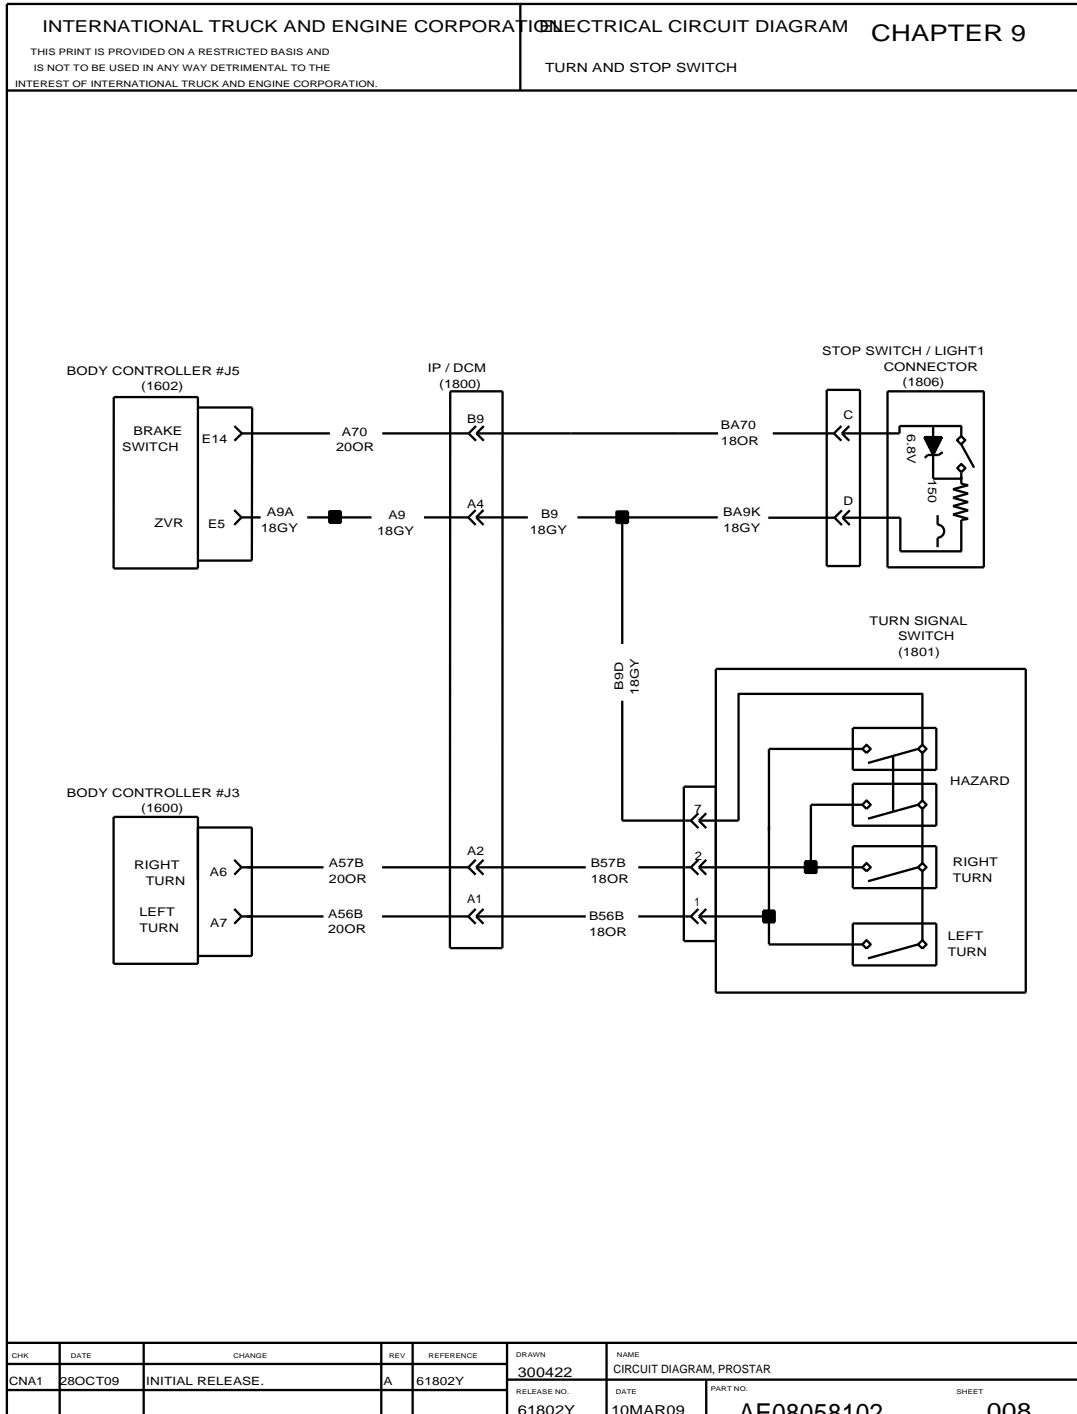 INTERNATIONAL TRUCK AND ENGINE CORPORATION
THIS PRINT IS PROVIDED ON A RESTRICTED BASIS AND
IS NOT TO BE USED IN ANY WAY DETRIMENTAL TO THE
INTEREST OF INTERNATIONAL TRUCK AND ENGINE CORPORATION.
ELECTRICAL CIRCUIT DIAGRAM
CHAPTER 9
TURN AND STOP SWITCH
BODY CONTROLLER #J5
(1602)
BRAKE
SWITCH
E14
ZVR
E5
A70
20OR
A9A
18GY
A9
18GY
IP / DCM
(1800)
B9
A4
B9
18GY
BA70
18OR
BA9K
18GY
STOP SWITCH / LIGHT1
CONNECTOR
(1806)
C
D
6.8V
150
B9D
18GY
TURN SIGNAL
SWITCH
(1801)
HAZARD
RIGHT
TURN
LEFT
TURN
7
2
1
BODY CONTROLLER #J3
(1600)
RIGHT
TURN
A6
LEFT
TURN
A7
A57B
20OR
A56B
20OR
A2
A1
B57B
18OR
B56B
18OR
CHK DATE CHANGE REV REFERENCE
CNA1 28OCT09 INITIAL RELEASE. A 61802Y
DRAWN
300422
NAME
CIRCUIT DIAGRAM, PROSTAR
RELEASE NO.
61802Y
DATE
10MAR09
PART NO.
AE08058102
SHEET
008